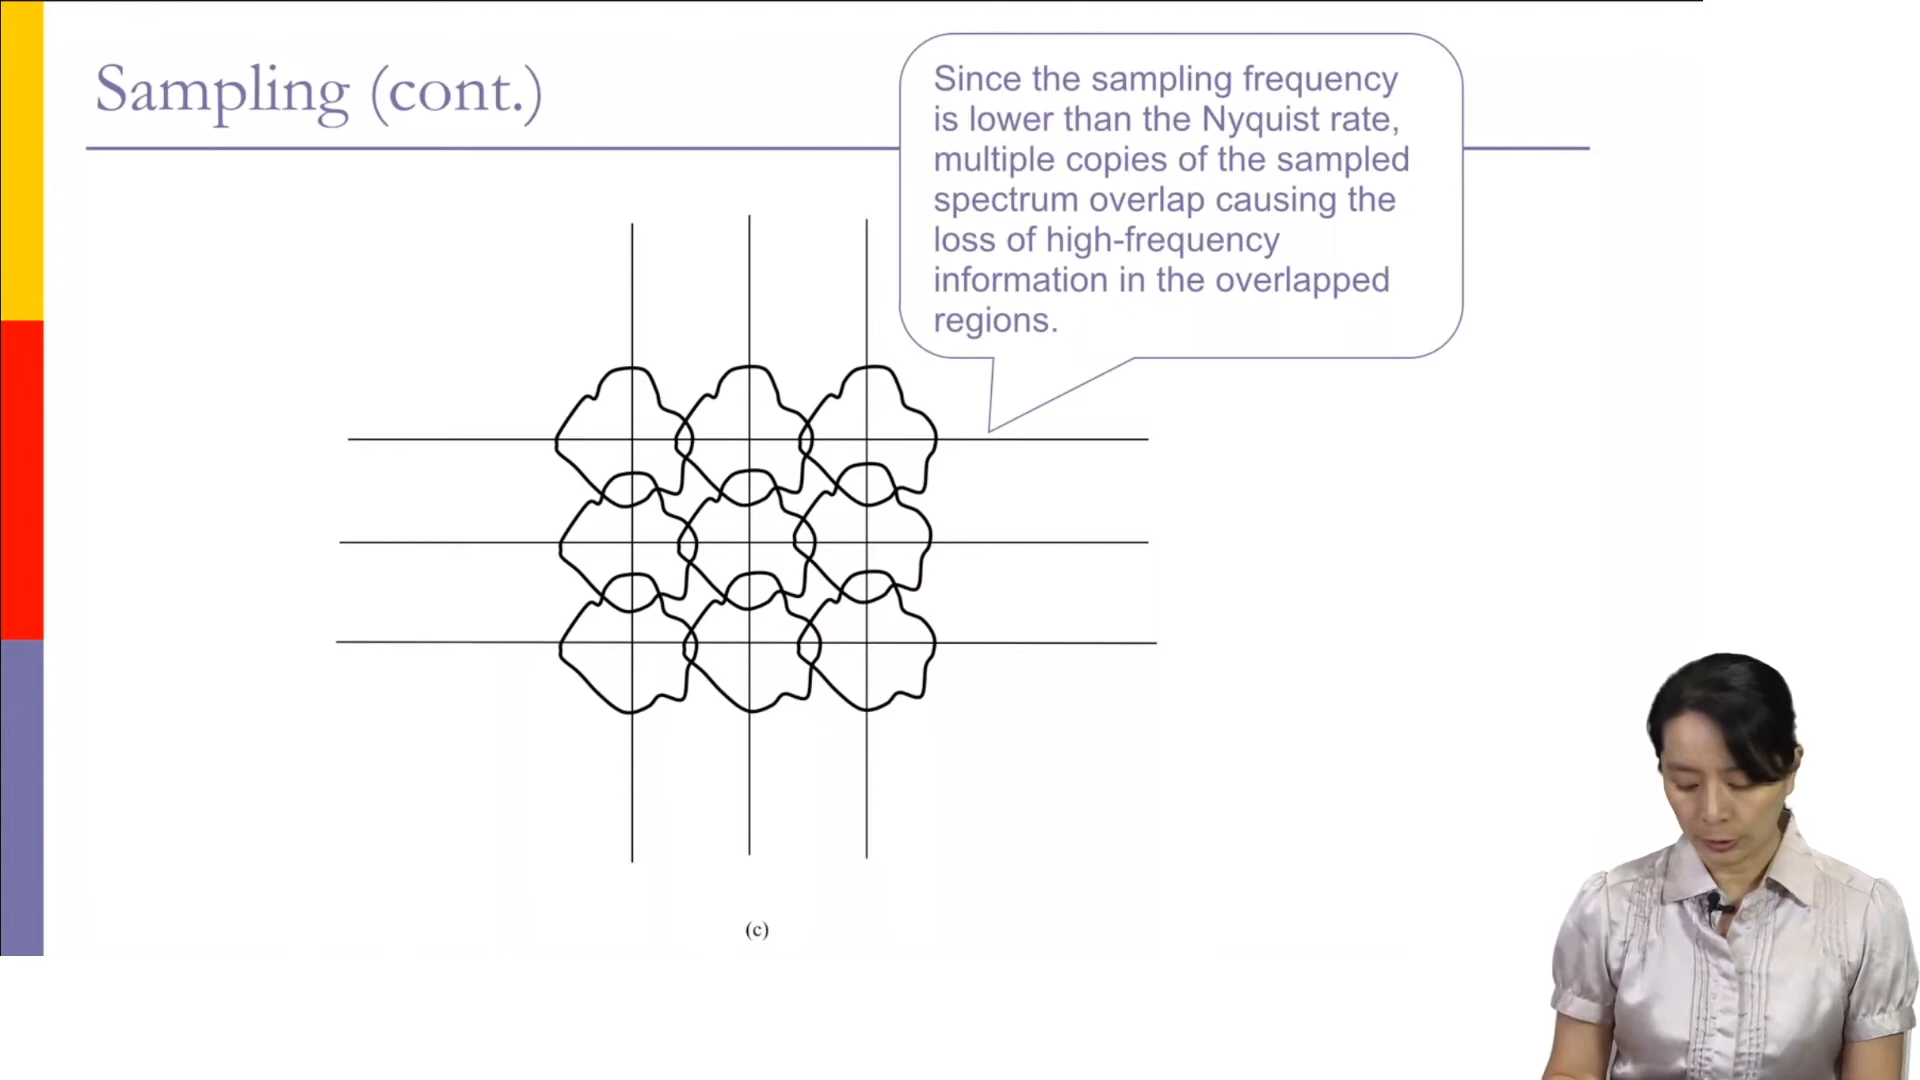 Sampling (cont.)
Since the sampling frequency
is lower than the Nyquist rate,
multiple copies of the sampled
spectrum overlap causing the
loss of high-frequency
information in the overlapped
regions.
(c)